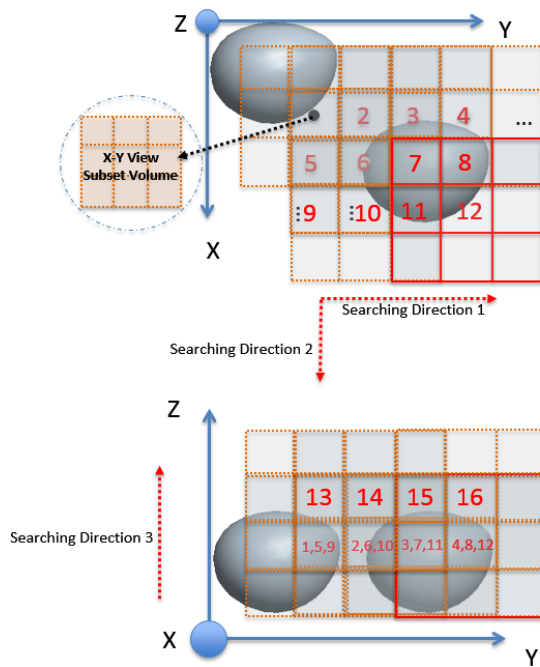 Z
Y
2 3 4 ...
X-Y View
Subset Volume
5 6 7 8
⋮9 ⋮10 11 12
X
Searching Direction 1
Searching Direction 2
Z
13 14 15 16
Searching Direction 3
1,5,9 2,6,10 3,7,11 4,8,12
X
Y